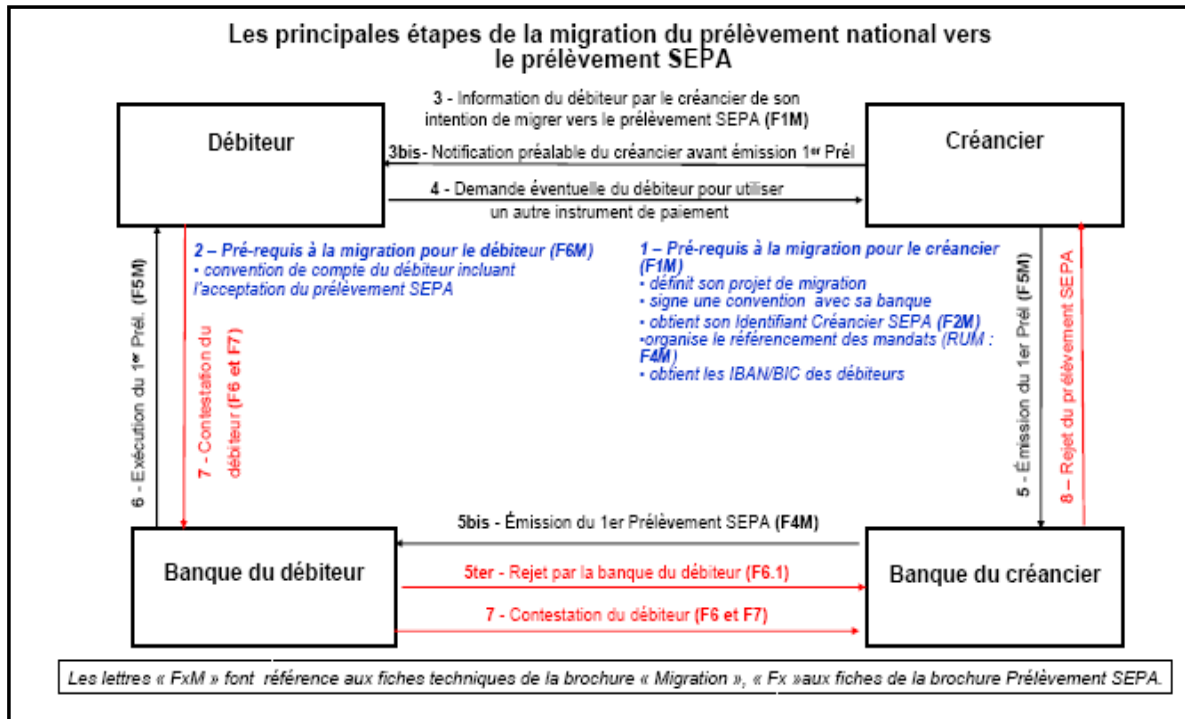 Les principales étapes de la migration du prélèvement national vers
le prélèvement SEPA
3 - Information du débiteur par le créancier de son
intention de migrer vers le prélèvement SEPA (F1M)
Débiteur
Créancier
3bis- Notification préalable du créancier avant émission 1er Prél
4 - Demande éventuelle du débiteur pour utiliser
un autre instrument de paiement
2 – Pré-requis à la migration pour le débiteur (F6M)
• convention de compte du débiteur incluant
l'acceptation du prélèvement SEPA
1 – Pré-requis à la migration pour le créancier
(F1M)
• définit son projet de migration
• signe une convention avec sa banque
• obtient son Identifiant Créancier SEPA (F2M)
•organise le référencement des mandats (RUM :
F4M)
• obtient les IBAN/BIC des débiteurs
6 - Exécution du 1er Prél. (F5M)
7 - Contestation du
débiteur (F6 et F7)
5 - Émission du 1er Prél (F5M)
8 – Rejet du prélèvement SEPA
5bis - Émission du 1er Prélèvement SEPA (F4M)
Banque du débiteur
Banque du créancier
5ter - Rejet par la banque du débiteur (F6.1)
7 - Contestation du débiteur (F6 et F7)
Les lettres « FxM » font référence aux fiches techniques de la brochure « Migration », « Fx »aux fiches de la brochure Prélèvement SEPA.